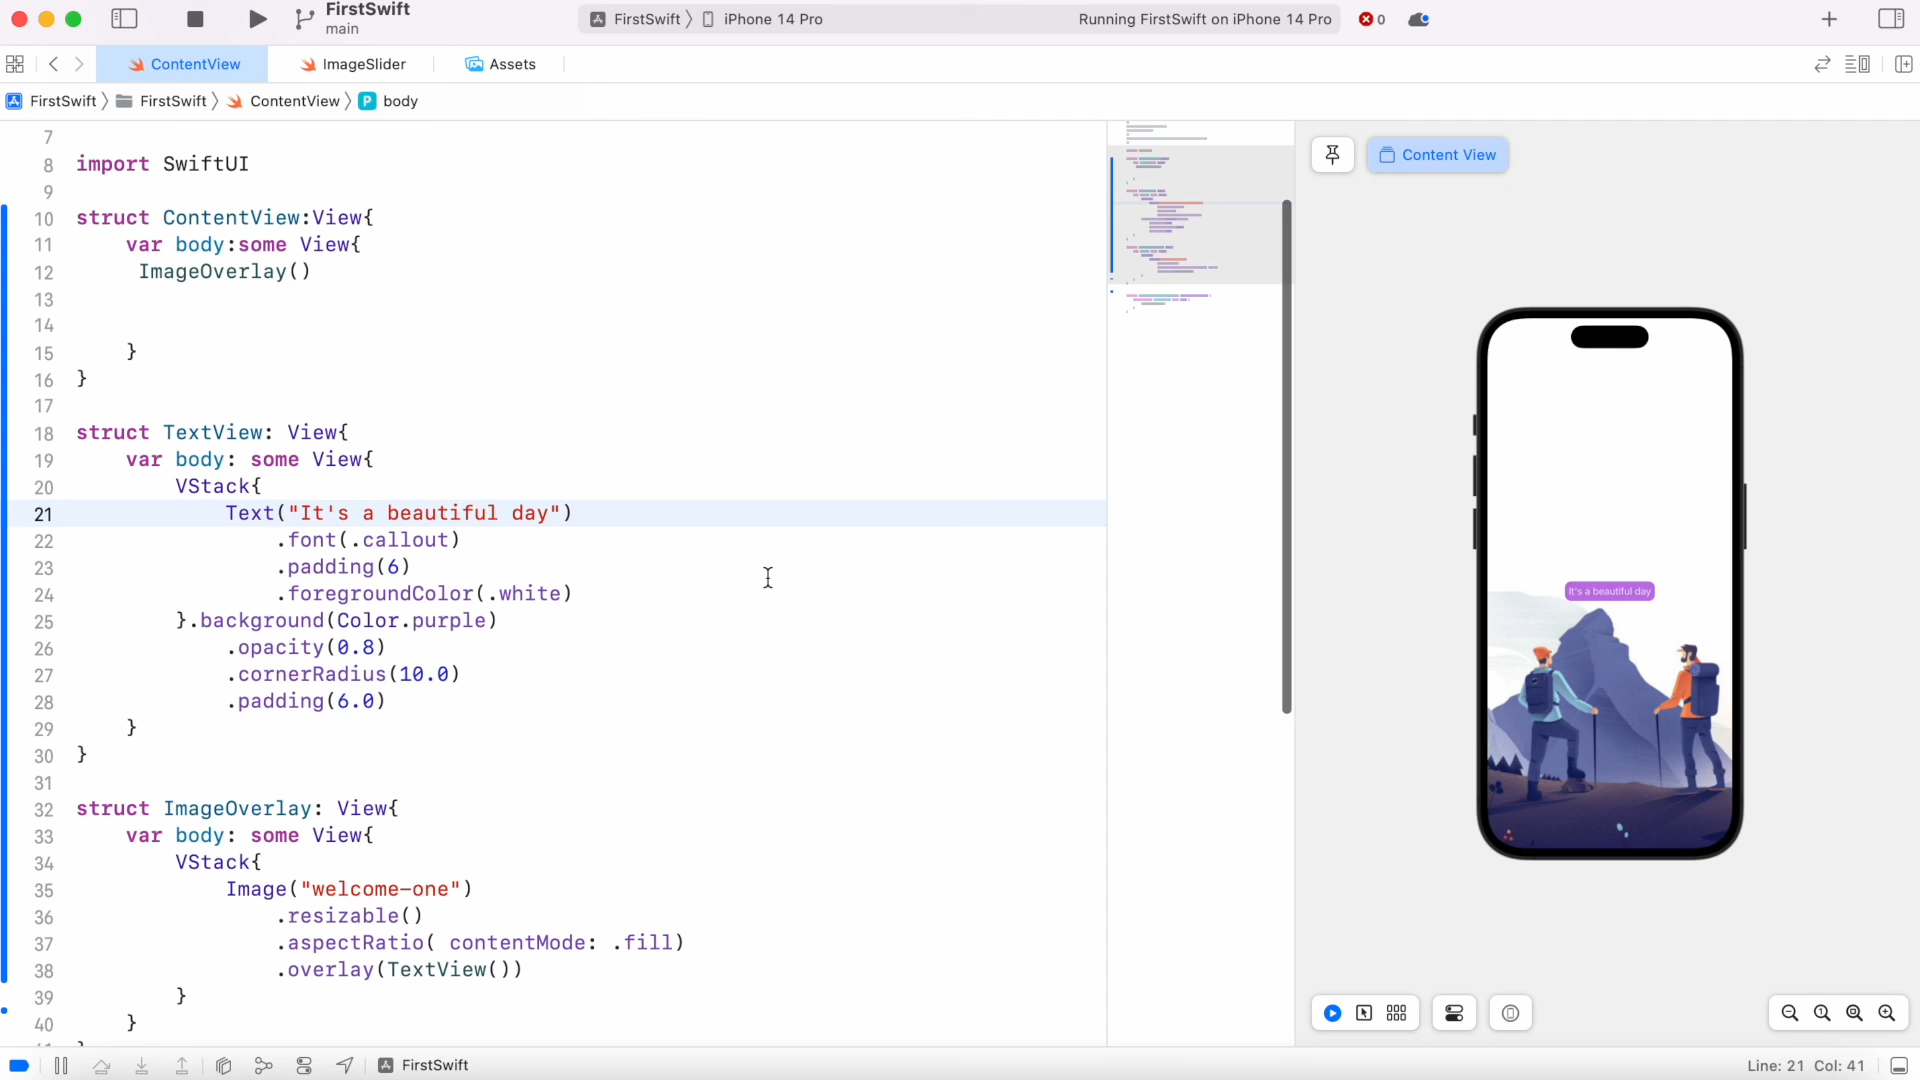 FirstSwift
main
FirstSwift 〉 iPhone 14 Pro
Running FirstSwift on iPhone 14 Pro
0
ContentView
ImageSlider
Assets
FirstSwift 〉 FirstSwift 〉 ContentView 〉 P body
7
8 import SwiftUI
9
10 struct ContentView:View{
11     var body:some View{
12      ImageOverlay()
13
14
15     }
16 }
17
18 struct TextView: View{
19     var body: some View{
20         VStack{
21             Text("It's a beautiful day")
22                 .font(.callout)
23                 .padding(6)
24                 .foregroundColor(.white)
25         }.background(Color.purple)
26             .opacity(0.8)
27             .cornerRadius(10.0)
28             .padding(6.0)
29     }
30 }
31
32 struct ImageOverlay: View{
33     var body: some View{
34         VStack{
35             Image("welcome-one")
36                 .resizable()
37                 .aspectRatio( contentMode: .fill)
38                 .overlay(TextView())
39         }
40     }
Content View
It's a beautiful day
FirstSwift
Line: 21 Col: 41